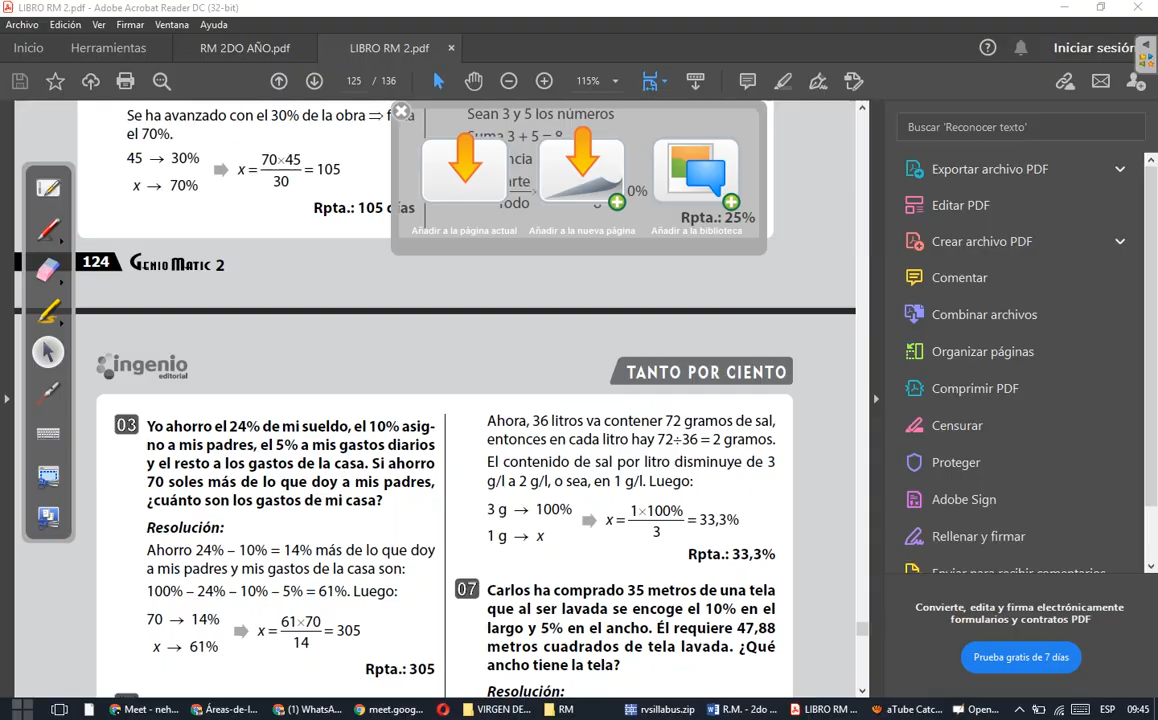 LIBRO RM 2.pdf - Adobe Acrobat Reader DC (32-bit)
Archivo Edición Ver Firmar Ventana Ayuda
Inicio Herramientas RM 2DO AÑO.pdf LIBRO RM 2.pdf × Iniciar sesión
125 / 136 115%
Se ha avanzado con el 30% de la obra ⇒
el 70%.
45 → 30%
x → 70%
x = 70×45 / 30 = 105
Rpta.: 105 días
Sean 3 y 5 los números
Suma 3 + 5 = 8
0%
Rpta.: 25%
Añadir a la página actual Añadir a la nueva página Añadir a la biblioteca
124 GENIOMATIC 2
ingenio
editorial
TANTO POR CIENTO
03 Yo ahorro el 24% de mi sueldo, el 10% asig-
no a mis padres, el 5% a mis gastos diarios
y el resto a los gastos de la casa. Si ahorro
70 soles más de lo que doy a mis padres,
¿cuánto son los gastos de mi casa?
Resolución:
Ahorro 24% – 10% = 14% más de lo que doy
a mis padres y mis gastos de la casa son:
100% – 24% – 10% – 5% = 61%. Luego:
70 → 14%
x → 61%
x = 61×70 / 14 = 305
Rpta.: 305
Ahora, 36 litros va contener 72 gramos de sal,
entonces en cada litro hay 72÷36 = 2 gramos.
El contenido de sal por litro disminuye de 3
g/l a 2 g/l, o sea, en 1 g/l. Luego:
3 g → 100%
1 g → x
x = 1×100% / 3 = 33,3%
Rpta.: 33,3%
07 Carlos ha comprado 35 metros de una tela
que al ser lavada se encoge el 10% en el
largo y 5% en el ancho. Él requiere 47,88
metros cuadrados de tela lavada. ¿Qué
ancho tiene la tela?
Resolución:
Buscar 'Reconocer texto'
Exportar archivo PDF
Editar PDF
Crear archivo PDF
Comentar
Combinar archivos
Organizar páginas
Comprimir PDF
Censurar
Proteger
Adobe Sign
Rellenar y firmar
Enviar para recibir comentarios
Convierte, edita y firma electrónicamente
formularios y contratos PDF
Prueba gratis de 7 días
Meet - neh... Áreas-de-l... (1) WhatsA... meet.goog... VIRGEN DE... RM rvsillabus.zip R.M. - 2do ... LIBRO RM ... aTube Catc... Open... ESP 09:45